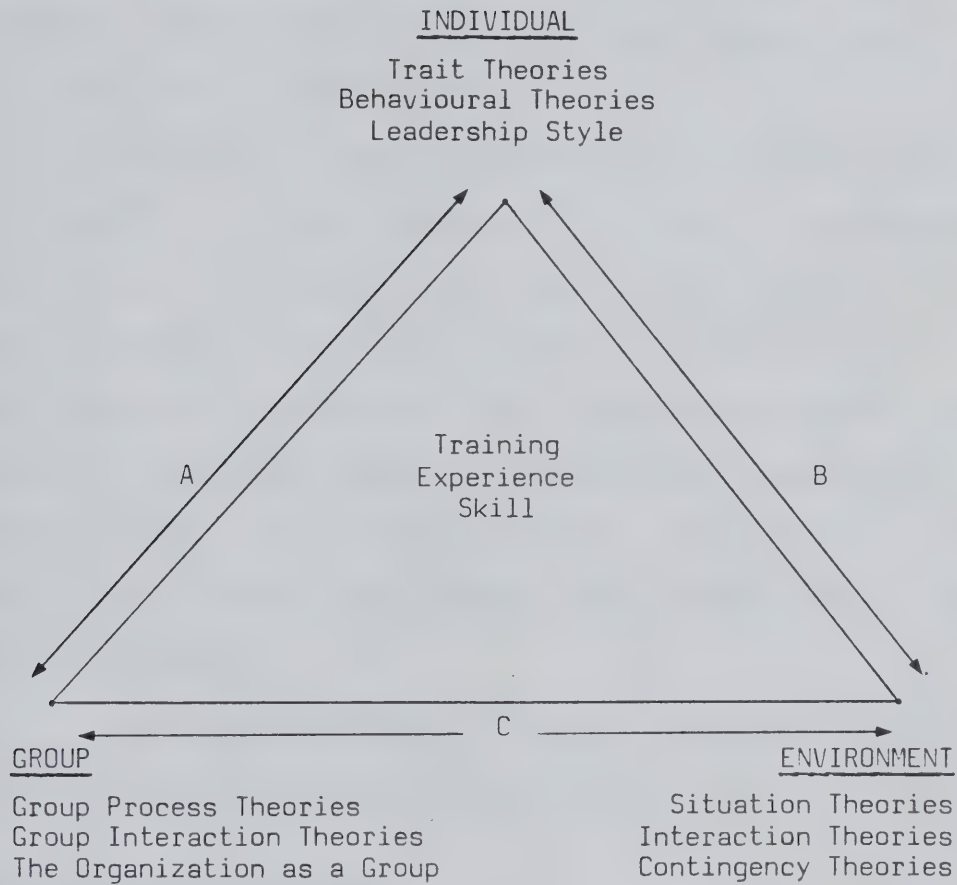 INDIVIDUAL
Trait Theories
Behavioural Theories
Leadership Style
A
Training
Experience
Skill
B
C
GROUP
Group Process Theories
Group Interaction Theories
The Organization as a Group
ENVIRONMENT
Situation Theories
Interaction Theories
Contingency Theories